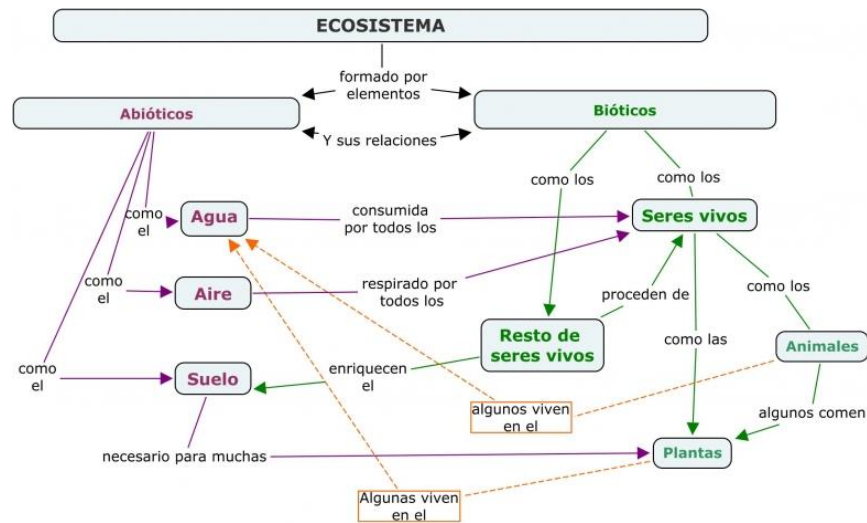 ECOSISTEMA
formado por
elementos
Abióticos
Bióticos
Y sus relaciones
como los
como los
como
el
Agua
consumida
por todos los
Seres vivos
como
el
Aire
respirado por
todos los
proceden de
como los
Resto de
seres vivos
como las
Animales
como
el
Suelo
enriquecen
el
algunos viven
en el
algunos comen
necesario para muchas
Plantas
Algunas viven
en el